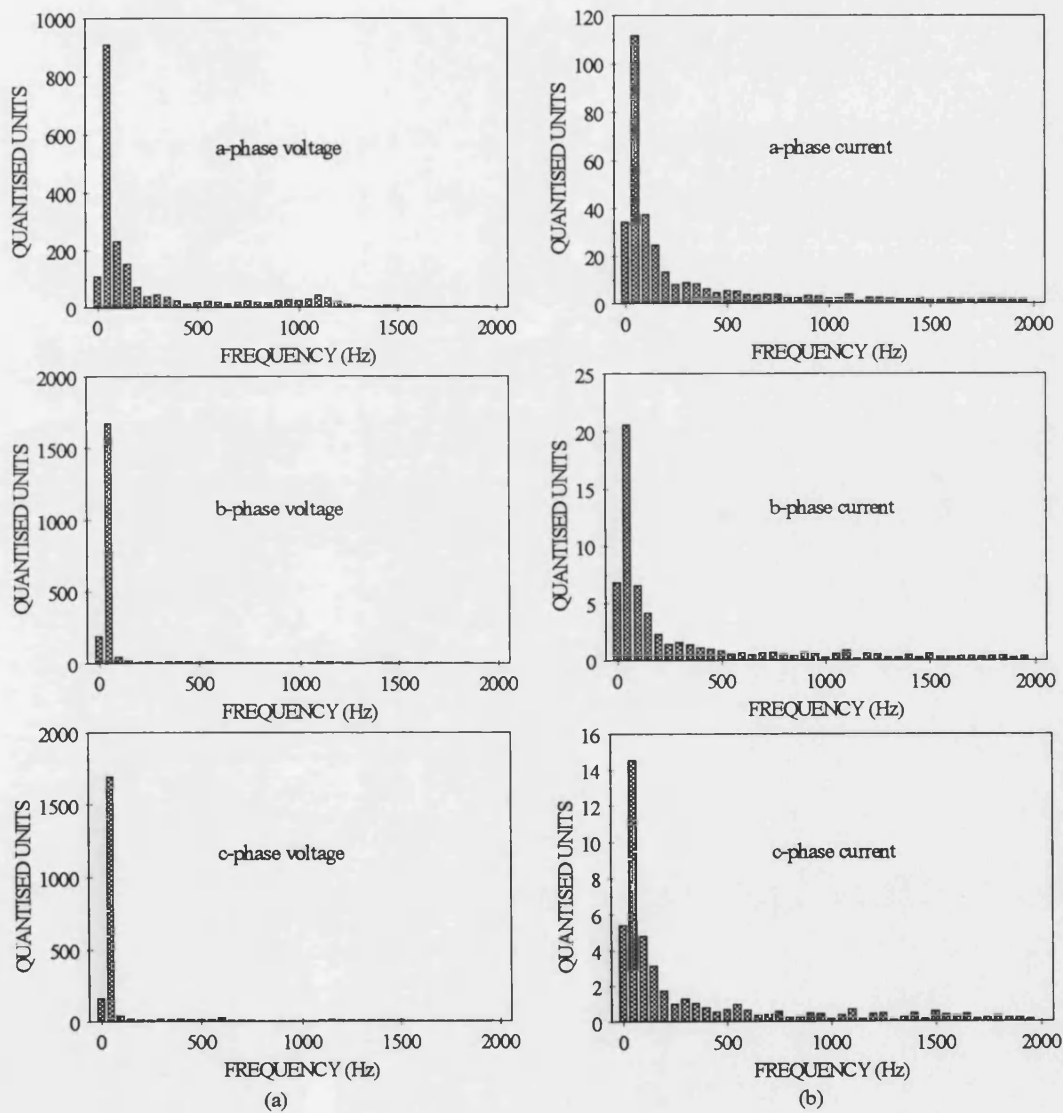 1000
800
600
400
200
0
QUANTISED UNITS
a-phase voltage
0 500 1000 1500 2000
FREQUENCY (Hz)
120
100
80
60
40
20
0
QUANTISED UNITS
a-phase current
0 500 1000 1500 2000
FREQUENCY (Hz)
2000
1500
1000
500
0
QUANTISED UNITS
b-phase voltage
0 500 1000 1500 2000
FREQUENCY (Hz)
25
20
15
10
5
0
QUANTISED UNITS
b-phase current
0 500 1000 1500 2000
FREQUENCY (Hz)
2000
1500
1000
500
0
QUANTISED UNITS
c-phase voltage
0 500 1000 1500 2000
FREQUENCY (Hz)
(a)
16
14
12
10
8
6
4
2
0
QUANTISED UNITS
c-phase current
0 500 1000 1500 2000
FREQUENCY (Hz)
(b)